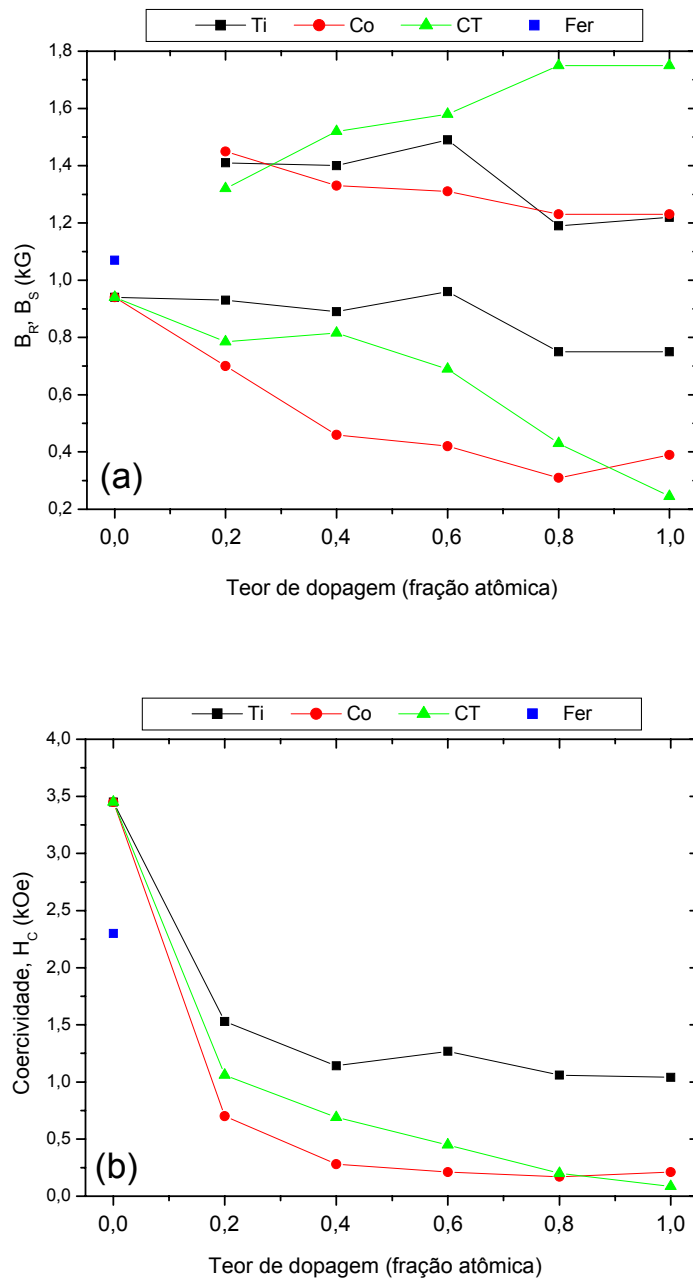 Ti Co CT Fer
1,8
1,6
1,4
1,2
1,0
0,8
0,6
0,4
0,2
B_R, B_S (kG)
(a)
0,0 0,2 0,4 0,6 0,8 1,0
Teor de dopagem (fração atômica)
Ti Co CT Fer
4,0
3,5
3,0
2,5
2,0
1,5
1,0
0,5
0,0
Coercividade, H_C (kOe)
(b)
0,0 0,2 0,4 0,6 0,8 1,0
Teor de dopagem (fração atômica)